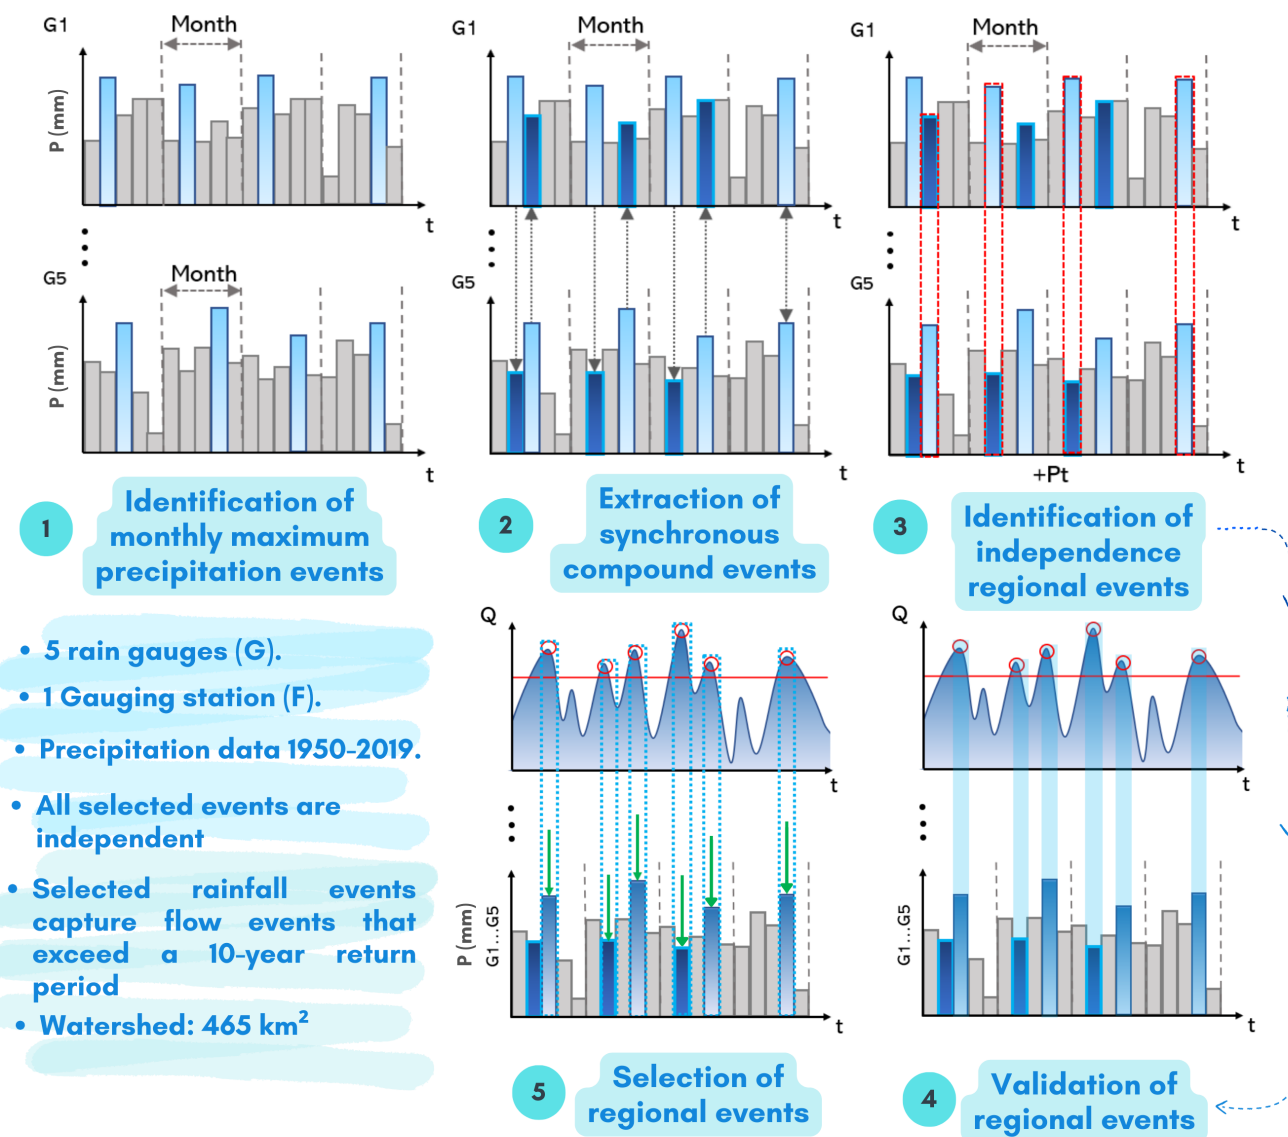 G1
Month
P (mm)
t
G5
Month
P (mm)
t
1
Identification of
monthly maximum
precipitation events
G1
Month
t
G5
t
2
Extraction of
synchronous
compound events
G1
Month
t
G5
t
+Pt
3
Identification of
independence
regional events
• 5 rain gauges (G).
• 1 Gauging station (F).
• Precipitation data 1950-2019.
• All selected events are
independent
• Selected rainfall events
capture flow events that
exceed a 10-year return
period
• Watershed: 465 km²
Q
t
P (mm)
G1...G5
t
5
Selection of
regional events
Q
t
G1...G5
t
4
Validation of
regional events